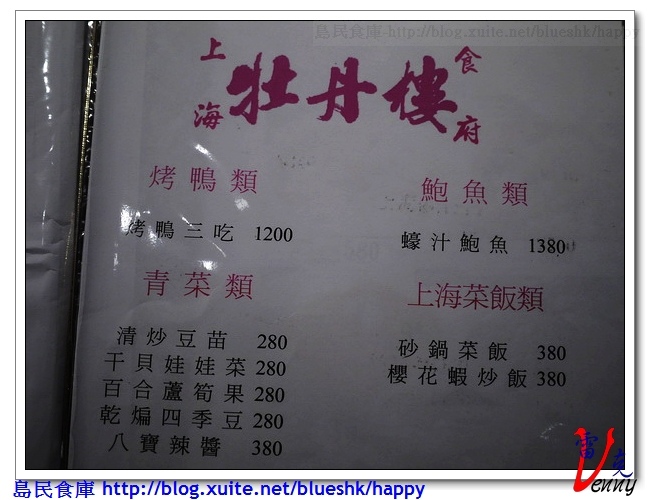 島民食庫-http://blog.xuite.net/blueshk/happy
上海 牡丹樓 食府
烤鴨類
烤鴨三吃 1200
鮑魚類
蠔汁鮑魚 1380
青菜類
清炒豆苗 280
干貝娃娃菜 280
百合蘆筍果 280
乾煸四季豆 280
八寶辣醬 380
上海菜飯類
砂鍋菜飯 380
櫻花蝦炒飯 380
雷克
Venny
島民食庫 http://blog.xuite.net/blueshk/happy